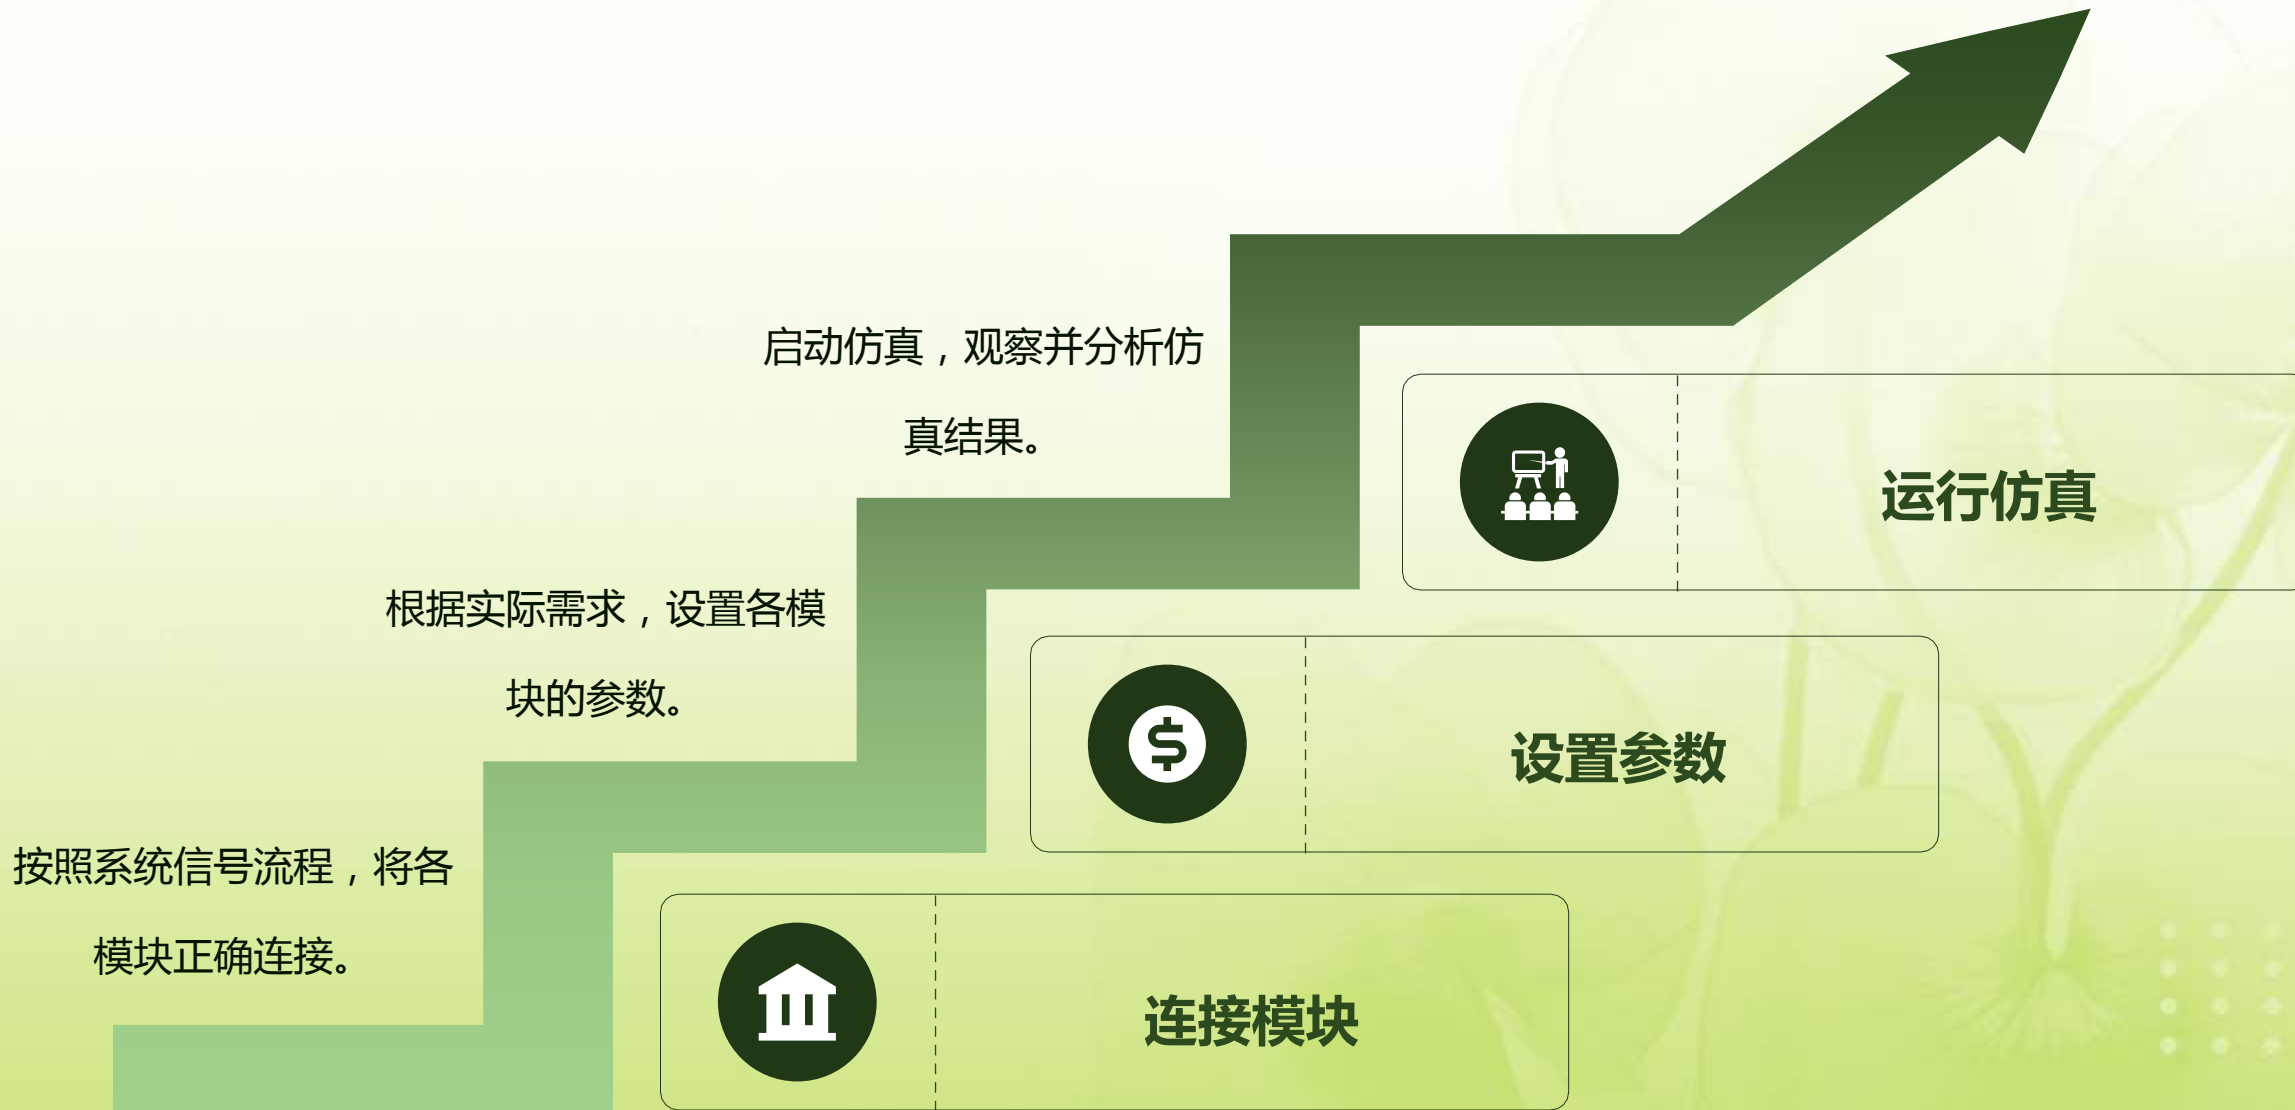 启动仿真，观察并分析仿
真结果。
运行仿真
根据实际需求，设置各模
块的参数。
设置参数
按照系统信号流程，将各
模块正确连接。
连接模块